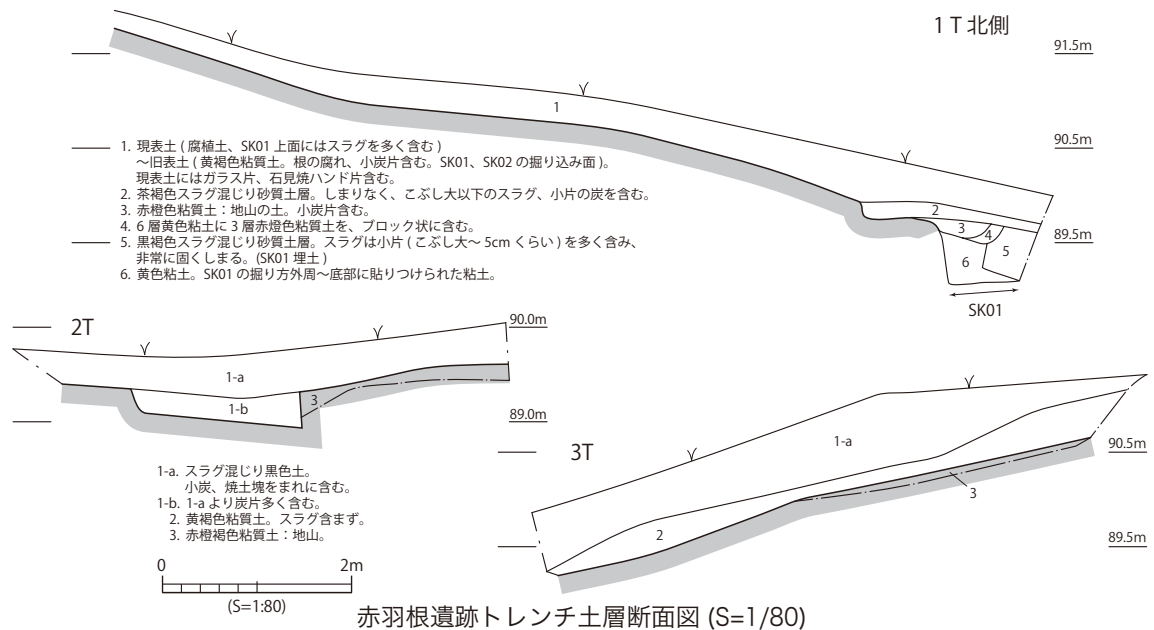 1 T 北側
91.5m
90.5m
89.5m
1
2
3
4
5
6
SK01
1. 現表土 ( 腐植土、SK01 上面にはスラグを多く含む )
～旧表土 ( 黄褐色粘質土。根の腐れ、小炭片含む。SK01、SK02 の掘り込み面 )。
現表土にはガラス片、石見焼ハンド片含む。
2. 茶褐色スラグ混じり砂質土層。しまりなく、こぶし大以下のスラグ、小片の炭を含む。
3. 赤橙色粘質土：地山の土。小炭片含む。
4. 6 層黄色粘土に 3 層赤燈色粘質土を、ブロック状に含む。
5. 黒褐色スラグ混じり砂質土層。スラグは小片 ( こぶし大～ 5cm くらい ) を多く含み、
非常に固くしまる。(SK01 埋土 )
6. 黄色粘土。SK01 の掘り方外周～底部に貼りつけられた粘土。
2T
90.0m
89.0m
1-a
1-b
3
1-a. スラグ混じり黒色土。
小炭、焼土塊をまれに含む。
1-b. 1-a より炭片多く含む。
2. 黄褐色粘質土。スラグ含まず。
3. 赤橙褐色粘質土：地山。
3T
1-a
2
3
90.5m
89.5m
0 2m
(S=1:80)
赤羽根遺跡トレンチ土層断面図 (S=1/80)